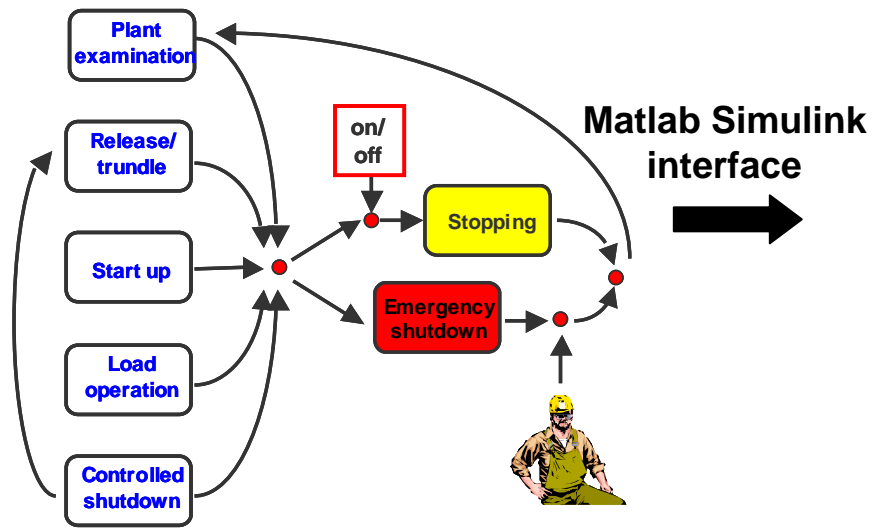 Plant
examination
Release/
trundle
Start up
Load
operation
Controlled
shutdown
on/
off
Stopping
Emergency
shutdown
Matlab Simulink
interface